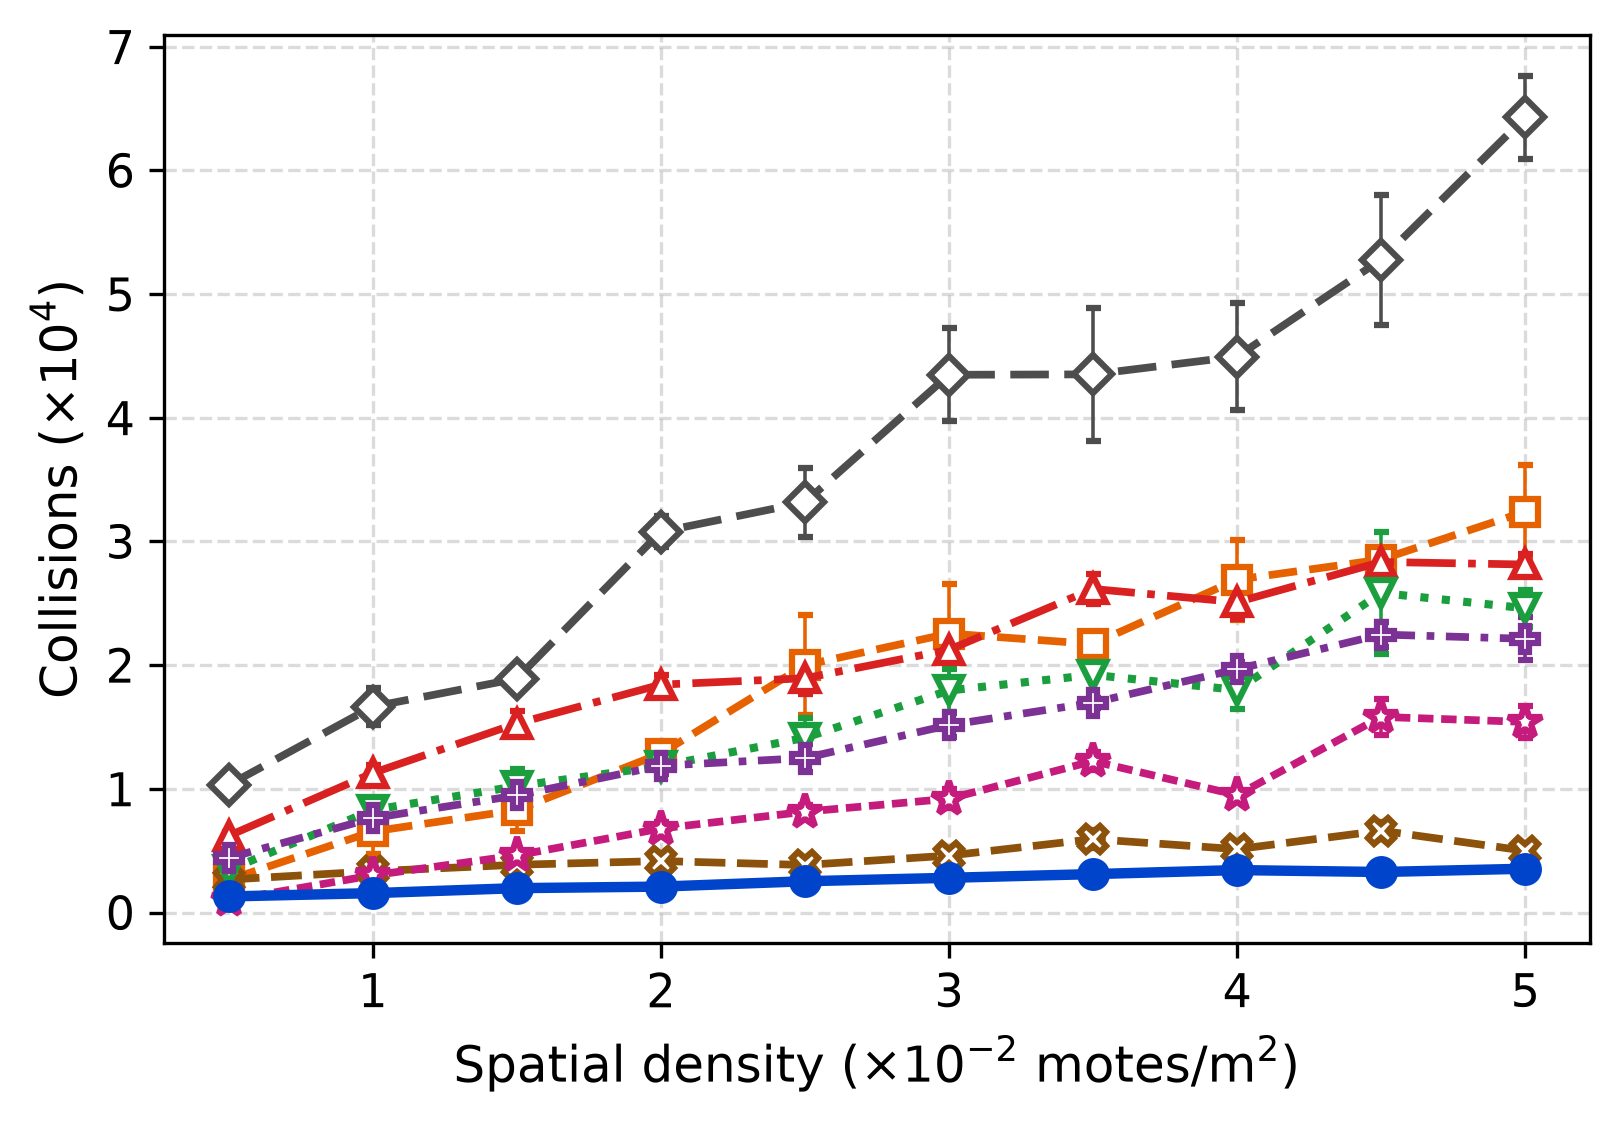 7
6
5
4
3
2
1
0
Collisions (×10⁴)
1 2 3 4 5
Spatial density (×10⁻² motes/m²)